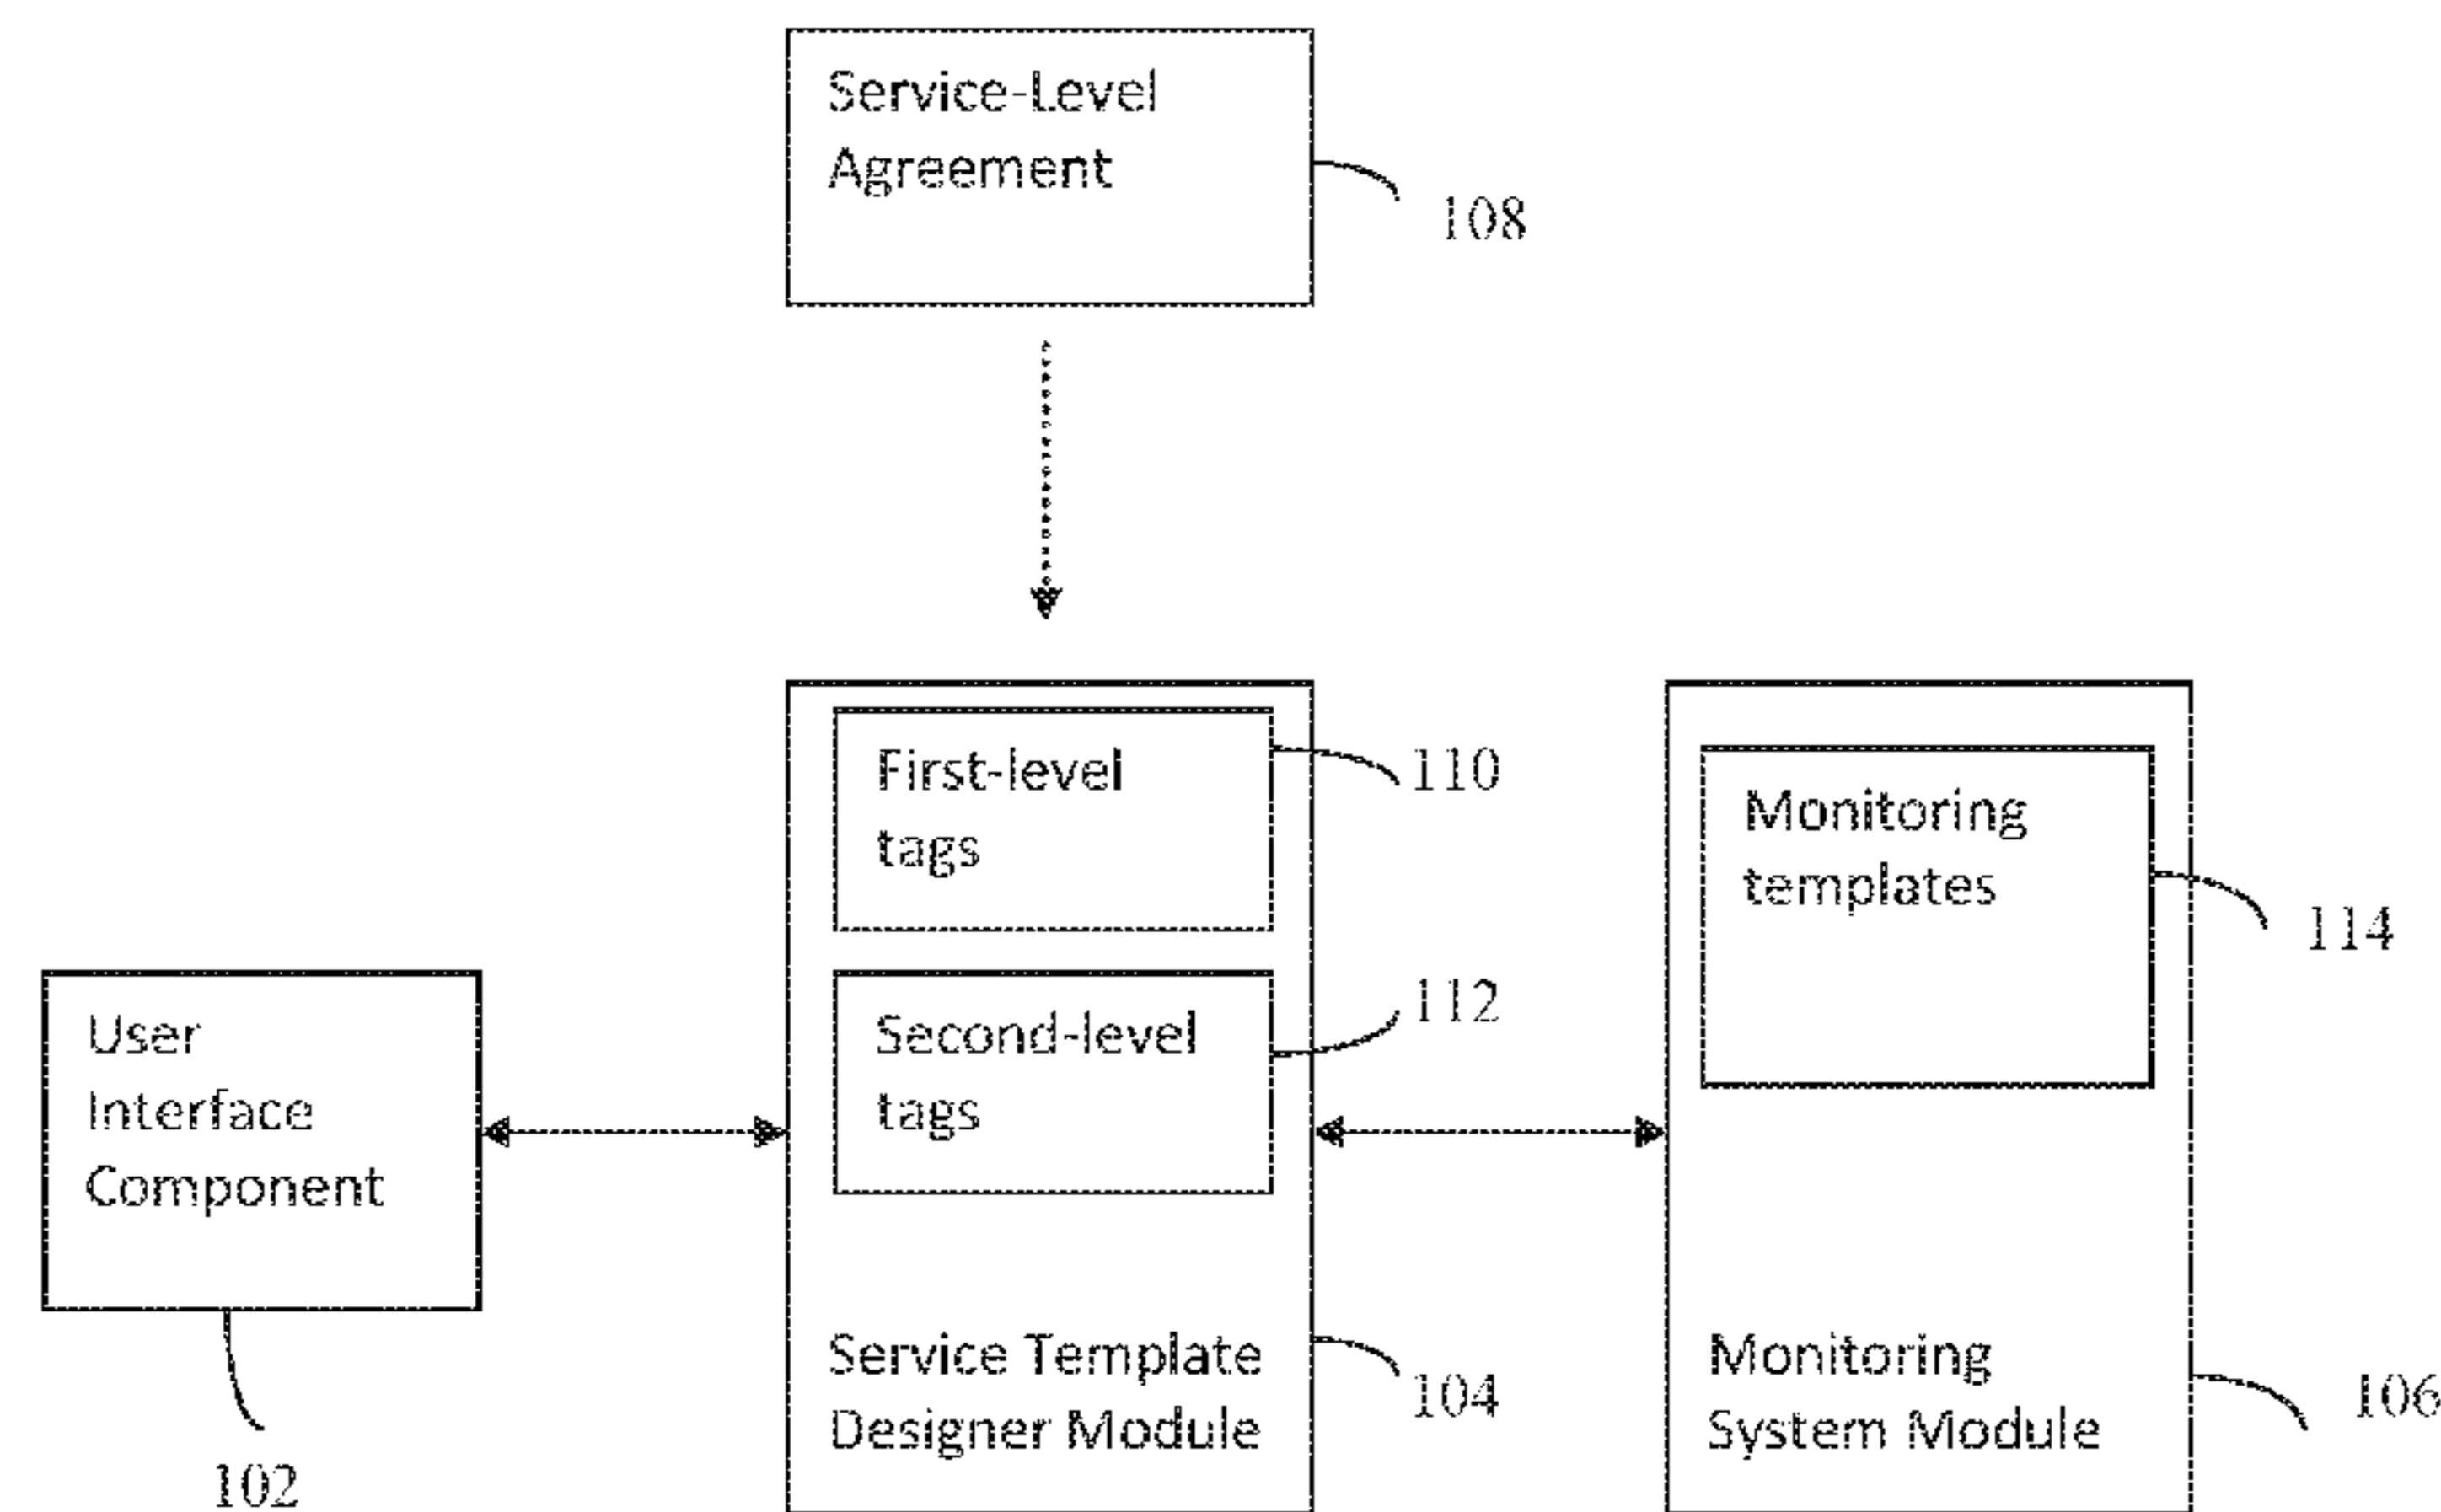 Service-Level
Agreement
108
First-level
tags
110
Second-level
tags
112
Monitoring
templates
114
User
Interface
Component
102
Service Template
Designer Module
104
Monitoring
System Module
106